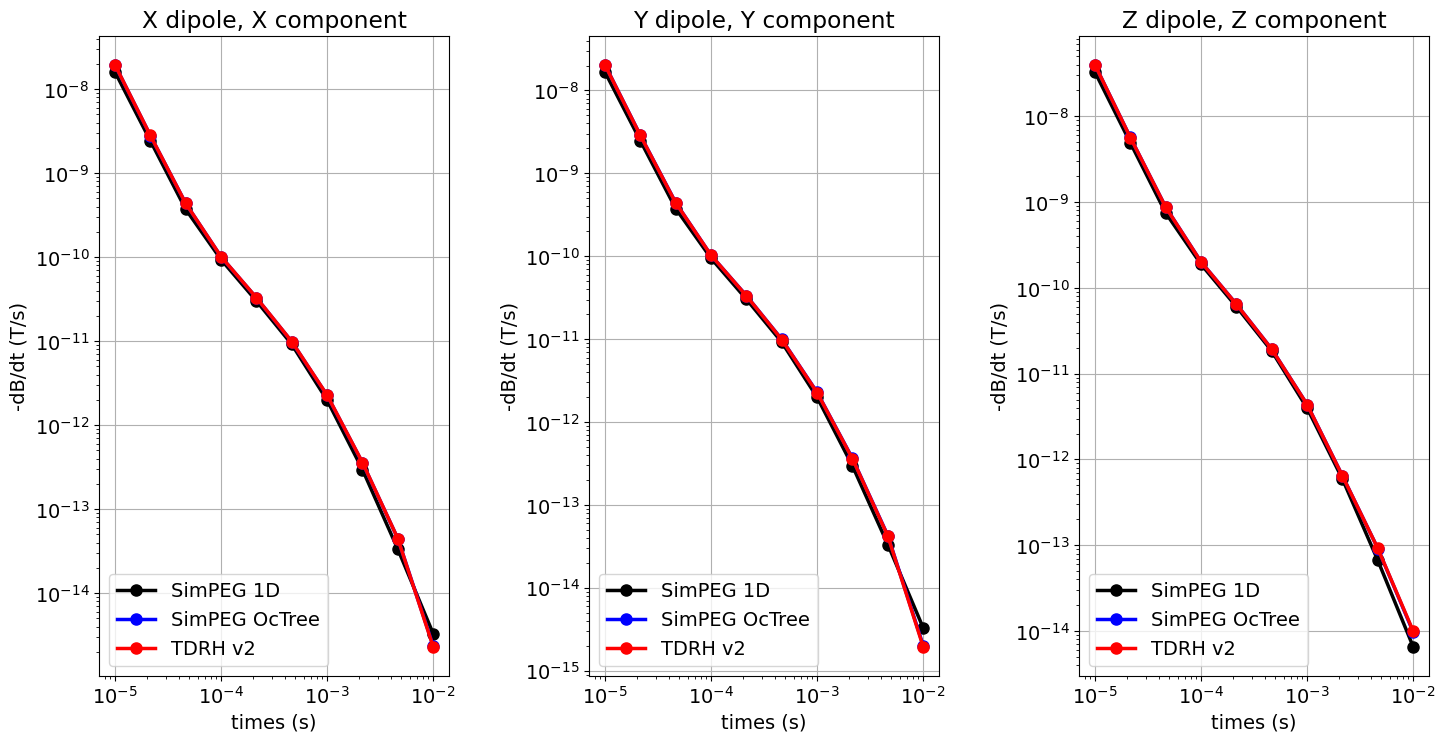 X dipole, X component
10⁻⁸
10⁻⁹
10⁻¹⁰
10⁻¹¹
10⁻¹²
10⁻¹³
10⁻¹⁴
-dB/dt (T/s)
SimPEG 1D
SimPEG OcTree
TDRH v2
10⁻⁵ 10⁻⁴ 10⁻³ 10⁻²
times (s)
Y dipole, Y component
10⁻⁸
10⁻⁹
10⁻¹⁰
10⁻¹¹
10⁻¹²
10⁻¹³
10⁻¹⁴
10⁻¹⁵
-dB/dt (T/s)
SimPEG 1D
SimPEG OcTree
TDRH v2
10⁻⁵ 10⁻⁴ 10⁻³ 10⁻²
times (s)
Z dipole, Z component
10⁻⁸
10⁻⁹
10⁻¹⁰
10⁻¹¹
10⁻¹²
10⁻¹³
10⁻¹⁴
-dB/dt (T/s)
SimPEG 1D
SimPEG OcTree
TDRH v2
10⁻⁵ 10⁻⁴ 10⁻³ 10⁻²
times (s)